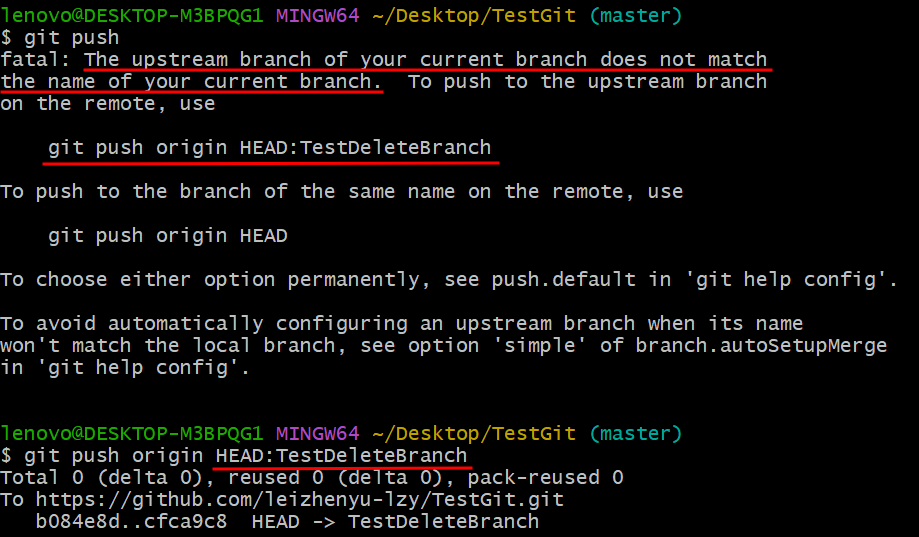 lenovo@DESKTOP-M3BPQG1 MINGW64 ~/Desktop/TestGit (master)
$ git push
fatal: The upstream branch of your current branch does not match
the name of your current branch.  To push to the upstream branch
on the remote, use
    git push origin HEAD:TestDeleteBranch
To push to the branch of the same name on the remote, use
    git push origin HEAD
To choose either option permanently, see push.default in 'git help config'.
To avoid automatically configuring an upstream branch when its name
won't match the local branch, see option 'simple' of branch.autoSetupMerge
in 'git help config'.
lenovo@DESKTOP-M3BPQG1 MINGW64 ~/Desktop/TestGit (master)
$ git push origin HEAD:TestDeleteBranch
Total 0 (delta 0), reused 0 (delta 0), pack-reused 0
To https://github.com/leizhenyu-lzy/TestGit.git
   b084e8d..cfca9c8  HEAD -> TestDeleteBranch